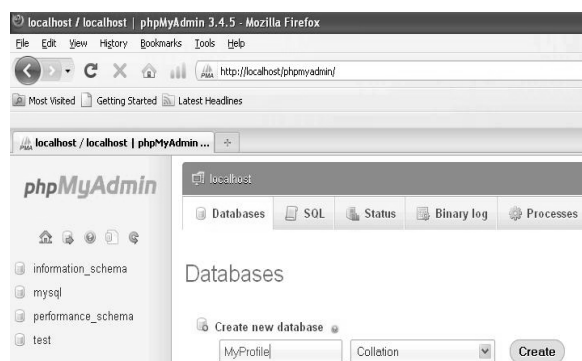 localhost / localhost | phpMyAdmin 3.4.5 - Mozilla Firefox
File Edit View History Bookmarks Tools Help
PMA http://localhost/phpmyadmin/
Most Visited Getting Started Latest Headlines
PMA localhost / localhost | phpMyAdmin ...
phpMyAdmin
localhost
Databases SQL Status Binary log Processes
information_schema
mysql
performance_schema
test
Databases
Create new database
MyProfile Collation Create